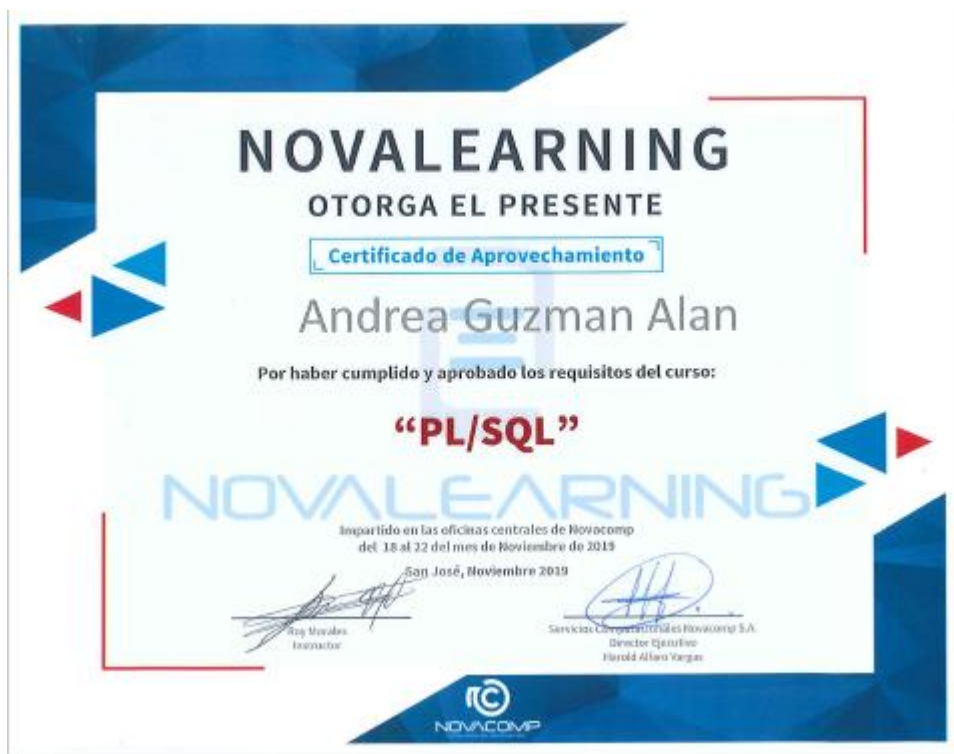 NOVALEARNING
OTORGA EL PRESENTE
Certificado de Aprovechamiento
Andrea Guzman Alan
Por haber cumplido y aprobado los requisitos del curso:
“PL/SQL”
NOVALEARNING
Impartido en las oficinas centrales de Novacomp
del 18 al 22 del mes de Noviembre de 2019
San José, Noviembre 2019
Roy Morales
Instructor
Servicios Computacionales Novacomp S.A.
Director Ejecutivo
Harold Alfaro Vargas
NOVACOMP